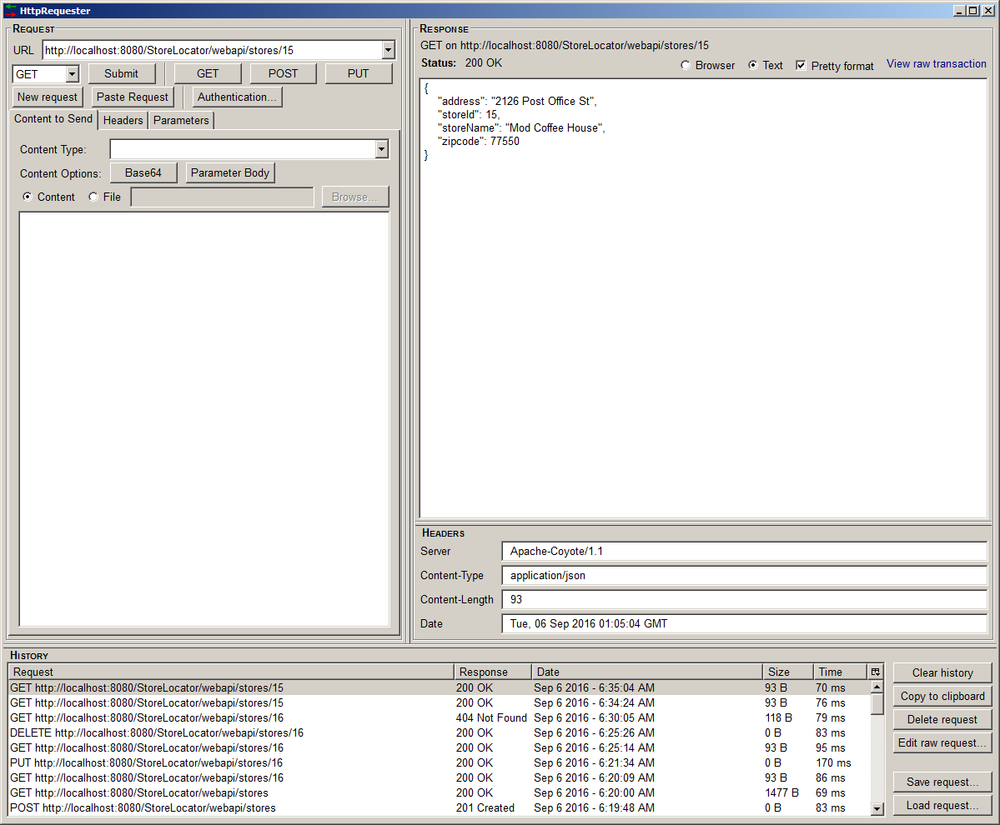 HttpRequester
REQUEST
URL http://localhost:8080/StoreLocator/webapi/stores/15
GET Submit GET POST PUT
New request Paste Request Authentication...
Content to Send Headers Parameters
Content Type:
Content Options: Base64 Parameter Body
Content File Browse...
RESPONSE
GET on http://localhost:8080/StoreLocator/webapi/stores/15
Status: 200 OK Browser Text Pretty format View raw transaction
{
"address": "2126 Post Office St",
"storeId": 15,
"storeName": "Mod Coffee House",
"zipcode": 77550
}
HEADERS
Server Apache-Coyote/1.1
Content-Type application/json
Content-Length 93
Date Tue, 06 Sep 2016 01:05:04 GMT
HISTORY
Request Response Date Size Time
GET http://localhost:8080/StoreLocator/webapi/stores/15 200 OK Sep 6 2016 - 6:35:04 AM 93 B 70 ms
GET http://localhost:8080/StoreLocator/webapi/stores/15 200 OK Sep 6 2016 - 6:34:24 AM 93 B 76 ms
GET http://localhost:8080/StoreLocator/webapi/stores/16 404 Not Found Sep 6 2016 - 6:30:05 AM 118 B 79 ms
DELETE http://localhost:8080/StoreLocator/webapi/stores/16 200 OK Sep 6 2016 - 6:25:26 AM 0 B 83 ms
GET http://localhost:8080/StoreLocator/webapi/stores/16 200 OK Sep 6 2016 - 6:25:14 AM 93 B 95 ms
PUT http://localhost:8080/StoreLocator/webapi/stores/16 200 OK Sep 6 2016 - 6:21:34 AM 0 B 170 ms
GET http://localhost:8080/StoreLocator/webapi/stores/16 200 OK Sep 6 2016 - 6:20:09 AM 93 B 86 ms
GET http://localhost:8080/StoreLocator/webapi/stores 200 OK Sep 6 2016 - 6:20:00 AM 1477 B 69 ms
POST http://localhost:8080/StoreLocator/webapi/stores 201 Created Sep 6 2016 - 6:19:48 AM 0 B 83 ms
Clear history
Copy to clipboard
Delete request
Edit raw request...
Save request...
Load request...